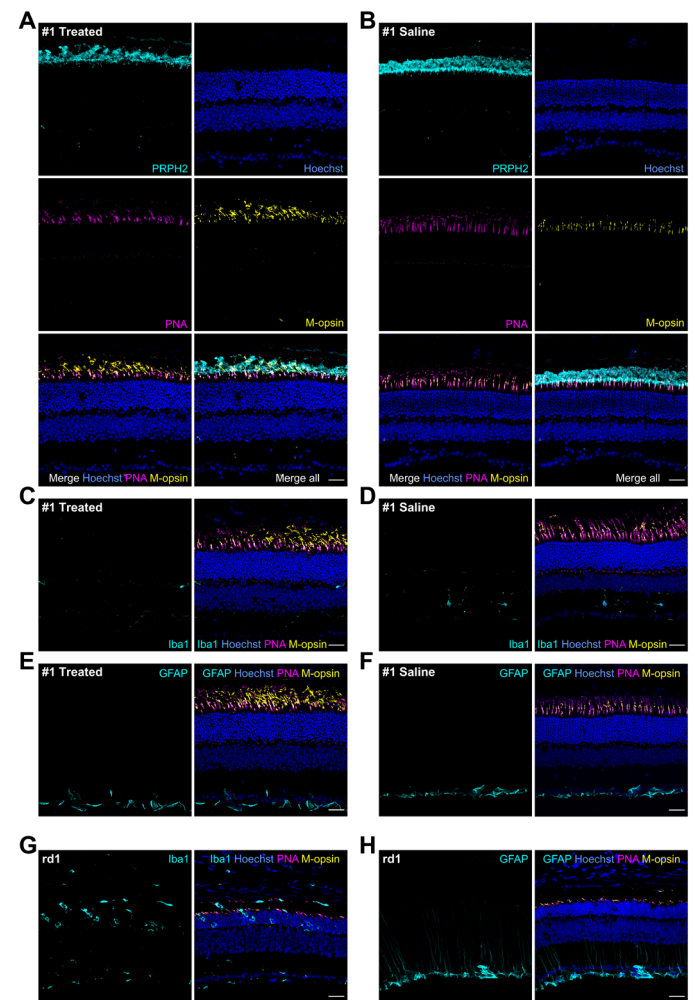 A
#1 Treated
PRPH2
Hoechst
PNA
M-opsin
Merge Hoechst PNA M-opsin
Merge all
B
#1 Saline
PRPH2
Hoechst
PNA
M-opsin
Merge Hoechst PNA M-opsin
Merge all
C
#1 Treated
Iba1
Iba1 Hoechst PNA M-opsin
D
#1 Saline
Iba1
Iba1 Hoechst PNA M-opsin
E
#1 Treated
GFAP
GFAP Hoechst PNA M-opsin
F
#1 Saline
GFAP
GFAP Hoechst PNA M-opsin
G
rd1
Iba1
Iba1 Hoechst PNA M-opsin
H
rd1
GFAP
GFAP Hoechst PNA M-opsin